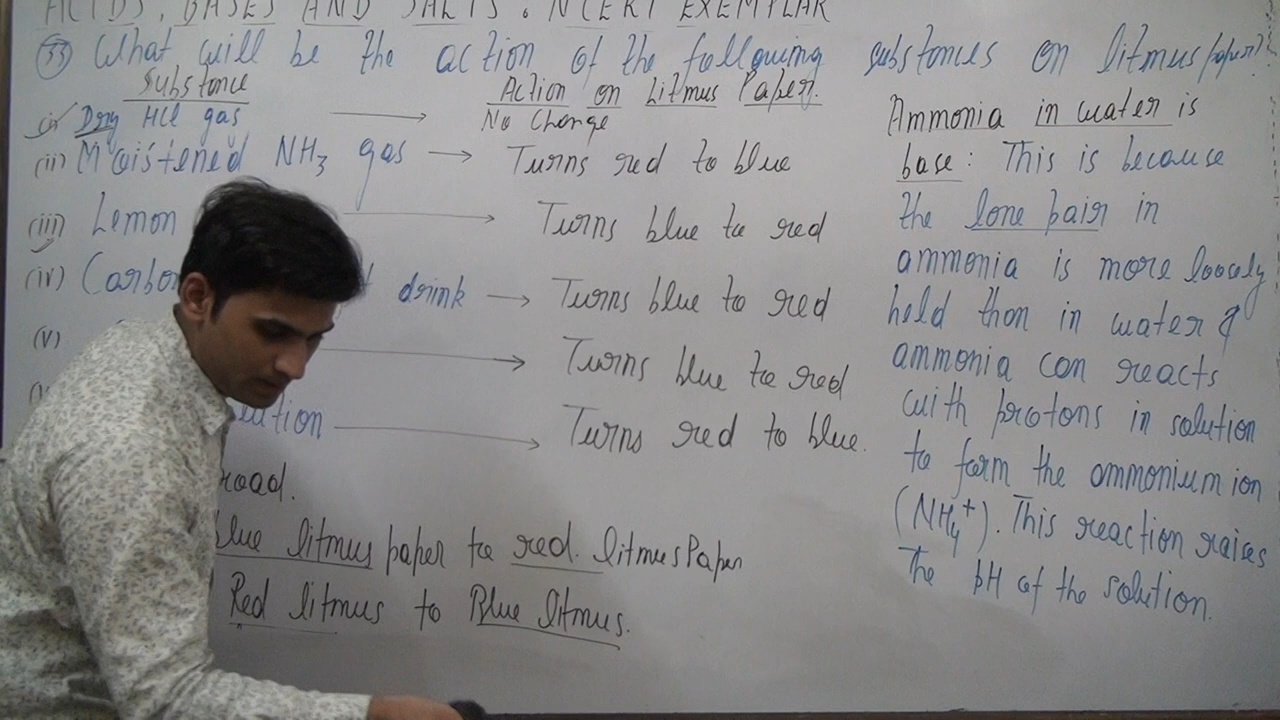 ACIDS, BASES AND SALTS. NCERT EXEMPLAR
33 What will be the action of the following substances on litmus paper?
Substance Action on Litmus Paper.
(i) Dry HCl gas → No Change
(ii) Moistened NH3 gas → Turns red to blue
(iii) Lemon → Turns blue to red
(iv) Carbo drink → Turns blue to red
(v) → Turns blue to red
lution → Turns red to blue.
road.
blue litmus paper to red. litmus Paper
Red litmus to Blue litmus.
Ammonia in water is
base: This is because
the lone pair in
ammonia is more loosely
held than in water &
ammonia can reacts
with protons in solution
to form the ammonium ion
(NH4+). This reaction raises
The pH of the solution.